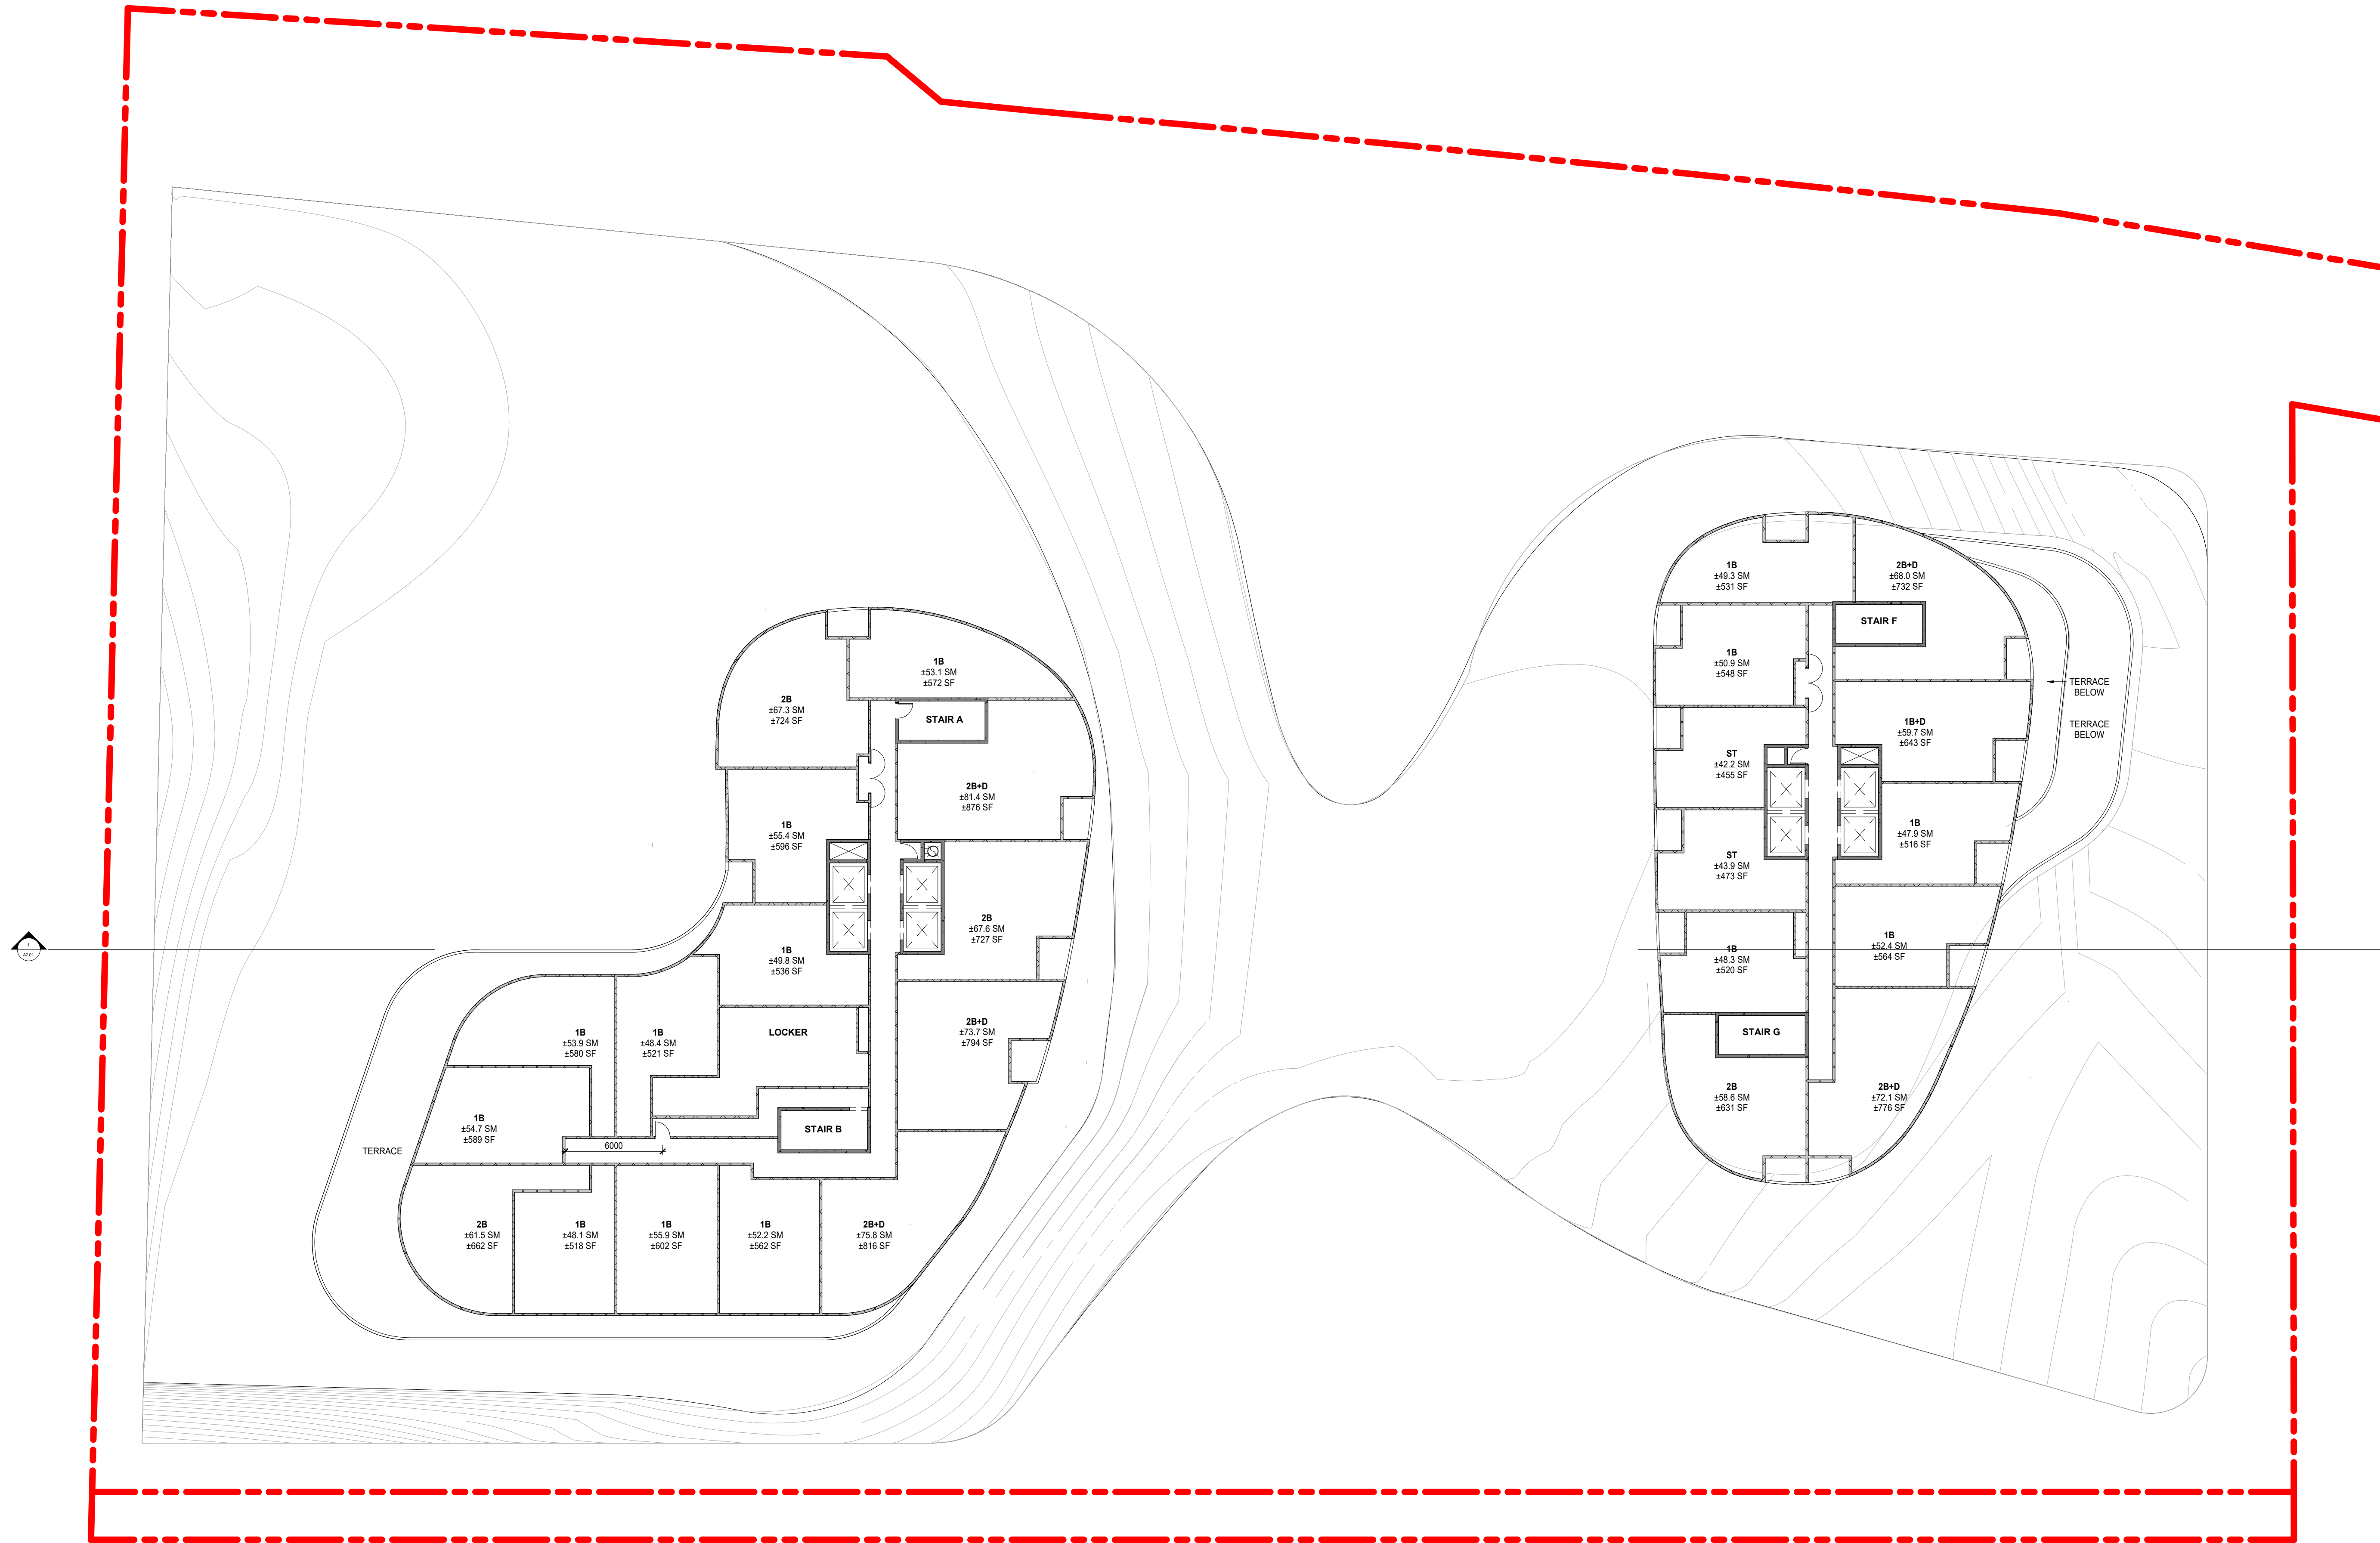 1B
±49.3 SM
±531 SF
2B+D
±68.0 SM
±732 SF
STAIR F
1B
±50.9 SM
±548 SF
TERRACE
BELOW
TERRACE
BELOW
1B+D
±59.7 SM
±643 SF
ST
±42.2 SM
±455 SF
1B
±47.9 SM
±516 SF
ST
±43.9 SM
±473 SF
1B
±52.4 SM
±564 SF
1B
±48.3 SM
±520 SF
STAIR G
2B
±58.6 SM
±631 SF
2B+D
±72.1 SM
±776 SF
1B
±53.1 SM
±572 SF
2B
±67.3 SM
±724 SF
STAIR A
2B+D
±81.4 SM
±876 SF
1B
±55.4 SM
±596 SF
2B
±67.6 SM
±727 SF
1B
±49.8 SM
±536 SF
1
A2.01
LOCKER
2B+D
±73.7 SM
±794 SF
1B
±53.9 SM
±580 SF
1B
±48.4 SM
±521 SF
1B
±54.7 SM
±589 SF
STAIR B
6000
TERRACE
2B
±61.5 SM
±662 SF
1B
±48.1 SM
±518 SF
1B
±55.9 SM
±602 SF
1B
±52.2 SM
±562 SF
2B+D
±75.8 SM
±816 SF